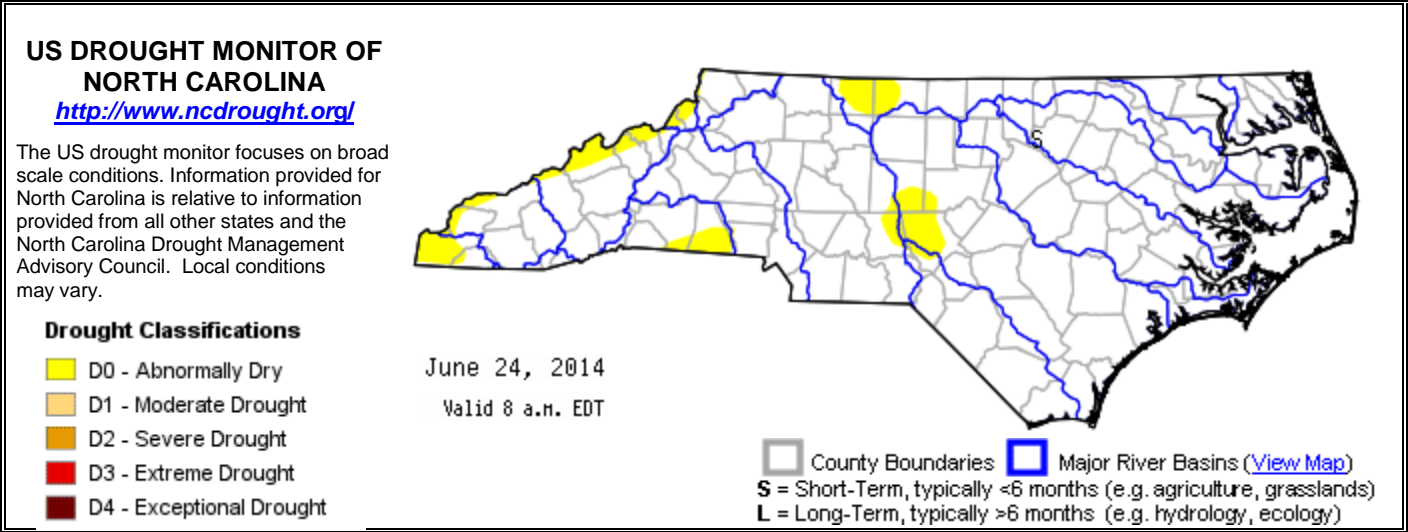 US DROUGHT MONITOR OF
NORTH CAROLINA
http://www.ncdrought.org/
The US drought monitor focuses on broad
scale conditions. Information provided for
North Carolina is relative to information
provided from all other states and the
North Carolina Drought Management
Advisory Council. Local conditions
may vary.
Drought Classifications
D0 - Abnormally Dry
D1 - Moderate Drought
D2 - Severe Drought
D3 - Extreme Drought
D4 - Exceptional Drought
June 24, 2014
Valid 8 a.m. EDT
S
County Boundaries Major River Basins (View Map)
S = Short-Term, typically <6 months (e.g. agriculture, grasslands)
L = Long-Term, typically >6 months (e.g. hydrology, ecology)